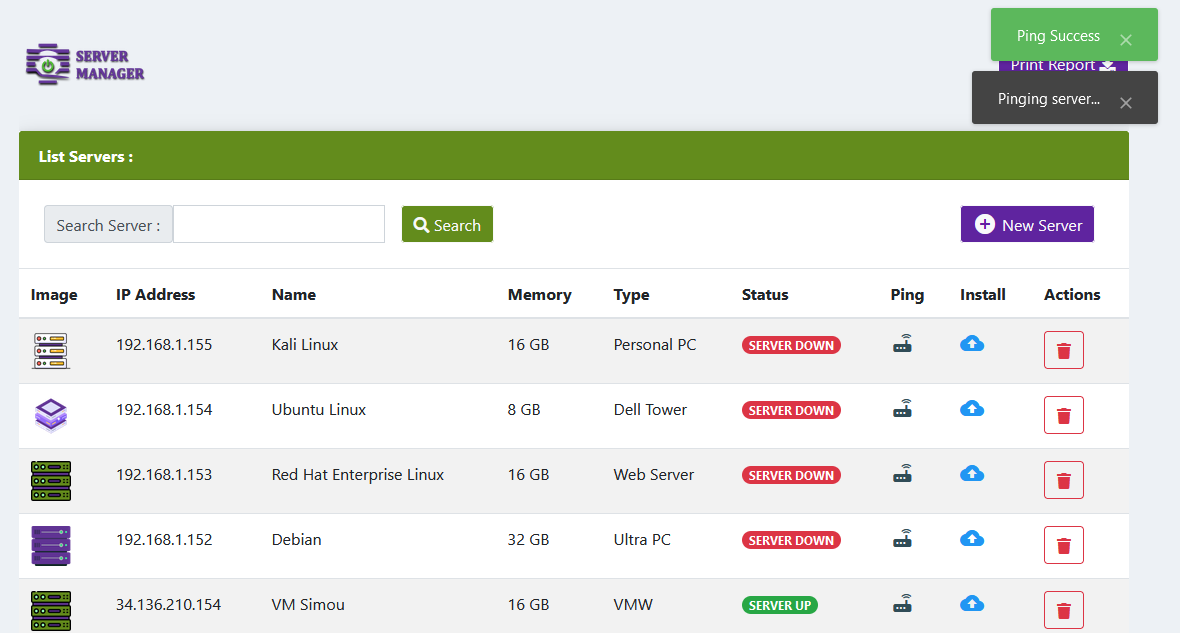 Ping Success
SERVER
MANAGER
Print Report
Pinging server...
List Servers :
Search Server :
Search
New Server
Image IP Address Name Memory Type Status Ping Install Actions
192.168.1.155 Kali Linux 16 GB Personal PC SERVER DOWN
192.168.1.154 Ubuntu Linux 8 GB Dell Tower SERVER DOWN
192.168.1.153 Red Hat Enterprise Linux 16 GB Web Server SERVER DOWN
192.168.1.152 Debian 32 GB Ultra PC SERVER DOWN
34.136.210.154 VM Simou 16 GB VMW SERVER UP